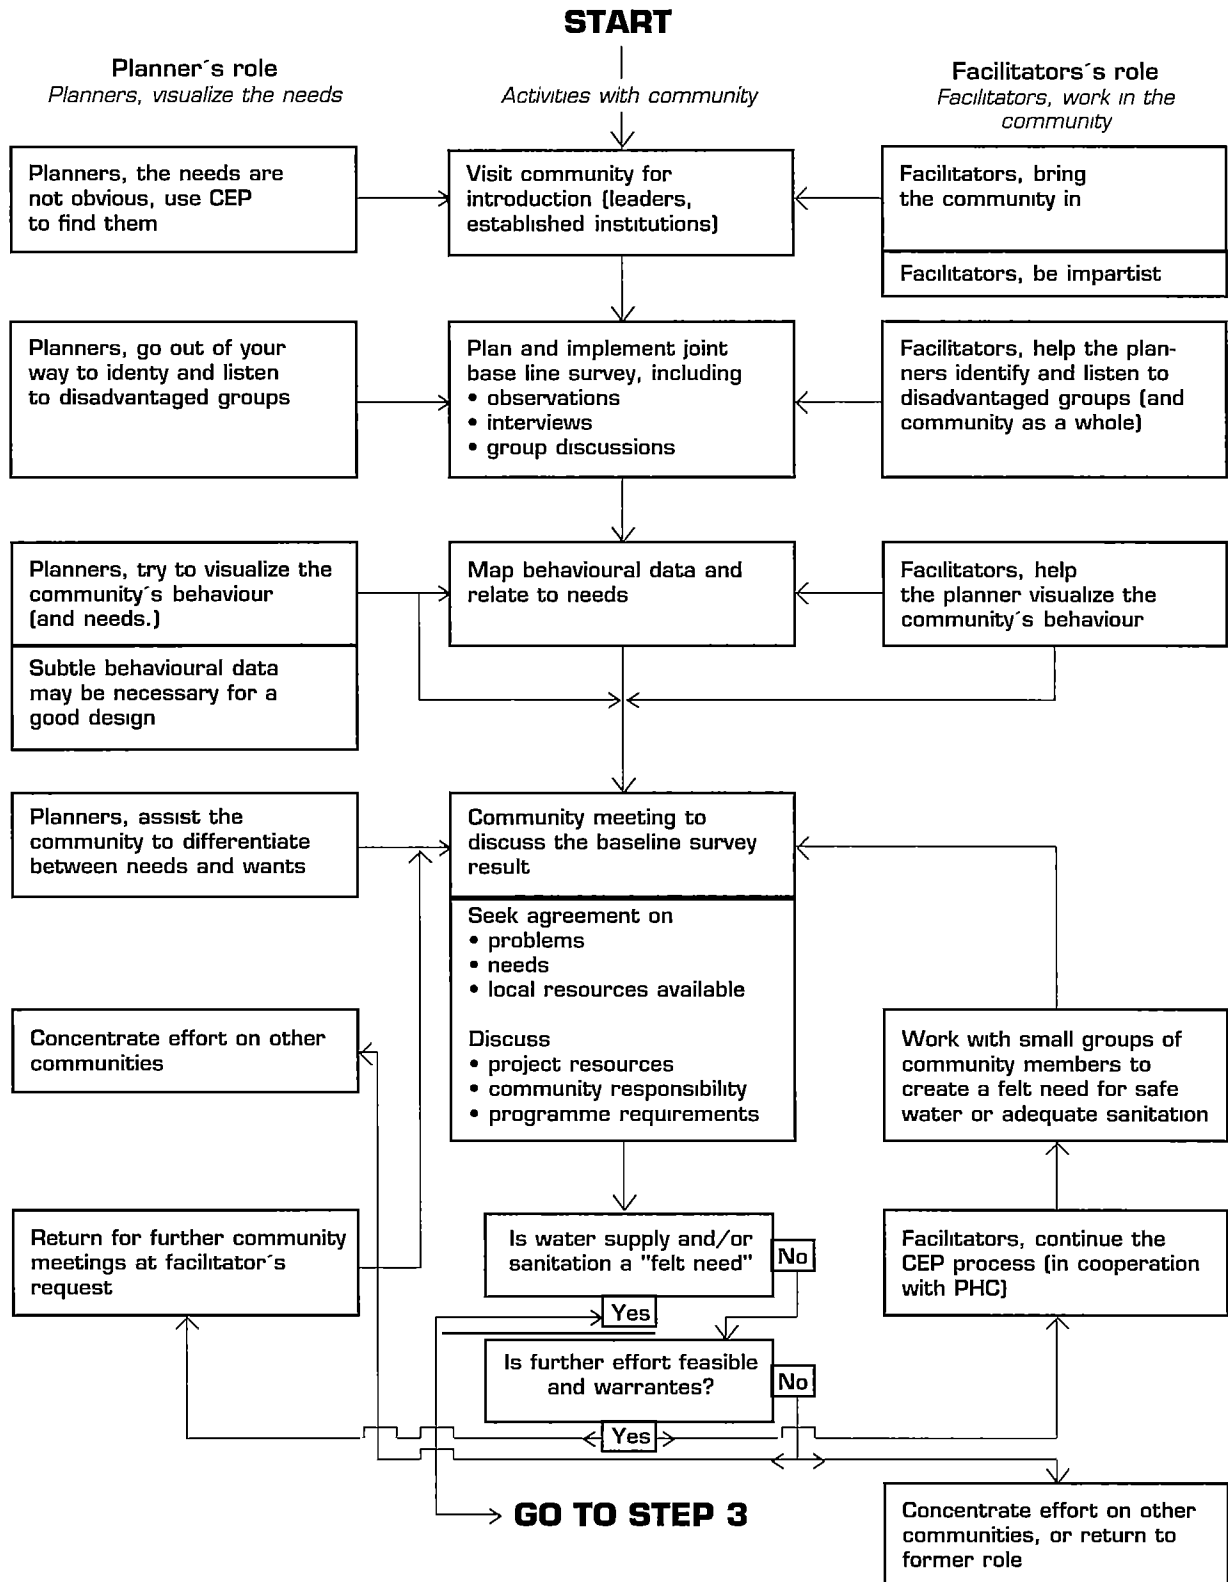 START
Planner´s role
Planners, visualize the needs
Activities with community
Facilitators´s role
Facilitators, work in the
community
Planners, the needs are
not obvious, use CEP
to find them
Visit community for
introduction (leaders,
established institutions)
Facilitators, bring
the community in
Facilitators, be impartist
Planners, go out of your
way to identy and listen
to disadvantaged groups
Plan and implement joint
base line survey, including
• observations
• interviews
• group discussions
Facilitators, help the plan-
ners identify and listen to
disadvantaged groups (and
community as a whole)
Planners, try to visualize the
community´s behaviour
(and needs.)
Subtle behavioural data
may be necessary for a
good design
Map behavioural data and
relate to needs
Facilitators, help
the planner visualize the
community´s behaviour
Planners, assist the
community to differentiate
between needs and wants
Community meeting to
discuss the baseline survey
result
Seek agreement on
• problems
• needs
• local resources available
Discuss
• project resources
• community responsibility
• programme requirements
Concentrate effort on other
communities
Work with small groups of
community members to
create a felt need for safe
water or adequate sanitation
Return for further community
meetings at facilitator´s
request
Is water supply and/or
sanitation a "felt need"
No
Yes
Facilitators, continue the
CEP process (in cooperation
with PHC)
Is further effort feasible
and warrantes?
No
Yes
GO TO STEP 3
Concentrate effort on other
communities, or return to
former role